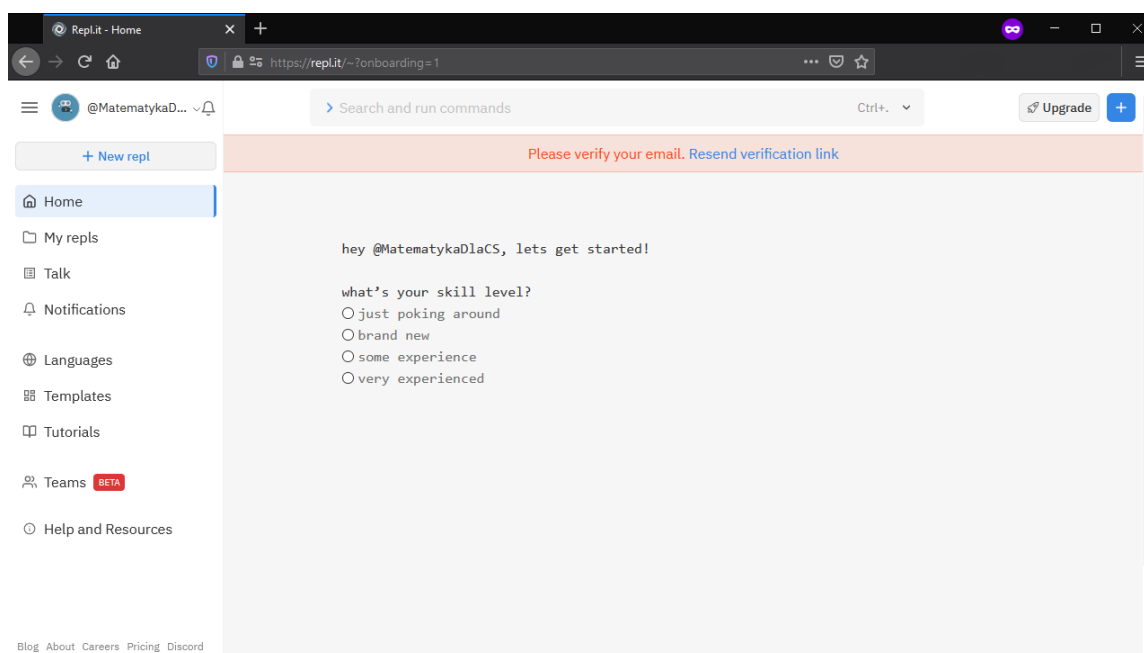 Repl.it - Home
https://repl.it/~?onboarding=1
@MatematykaD...
Search and run commands
Ctrl+.
Upgrade
+ New repl
Please verify your email. Resend verification link
Home
My repls
Talk
Notifications
Languages
Templates
Tutorials
Teams BETA
Help and Resources
hey @MatematykaDlaCS, lets get started!
what's your skill level?
just poking around
brand new
some experience
very experienced
Blog About Careers Pricing Discord